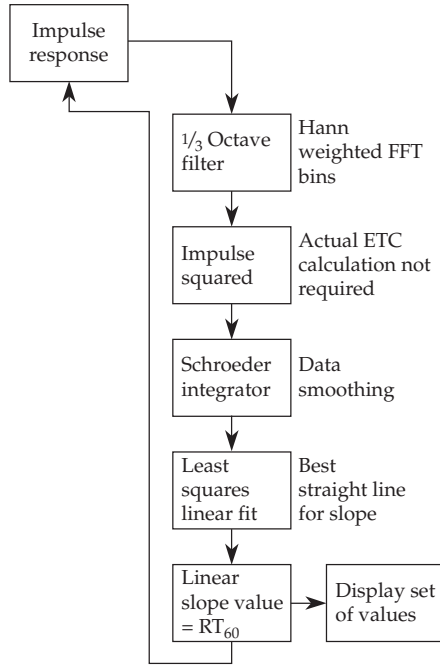 Impulse
response
1/3 Octave
filter
Hann
weighted FFT
bins
Impulse
squared
Actual ETC
calculation not
required
Schroeder
integrator
Data
smoothing
Least
squares
linear fit
Best
straight line
for slope
Linear
slope value
= RT60
Display set
of values